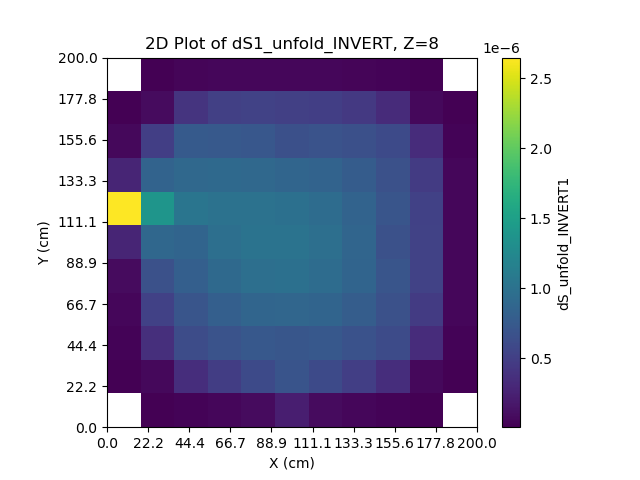 2D Plot of dS1_unfold_INVERT, Z=8
1e−6
200.0
177.8
155.6
133.3
111.1
88.9
66.7
44.4
22.2
0.0
Y (cm)
0.0 22.2 44.4 66.7 88.9 111.1 133.3 155.6 177.8 200.0
X (cm)
2.5
2.0
1.5
1.0
0.5
dS_unfold_INVERT1